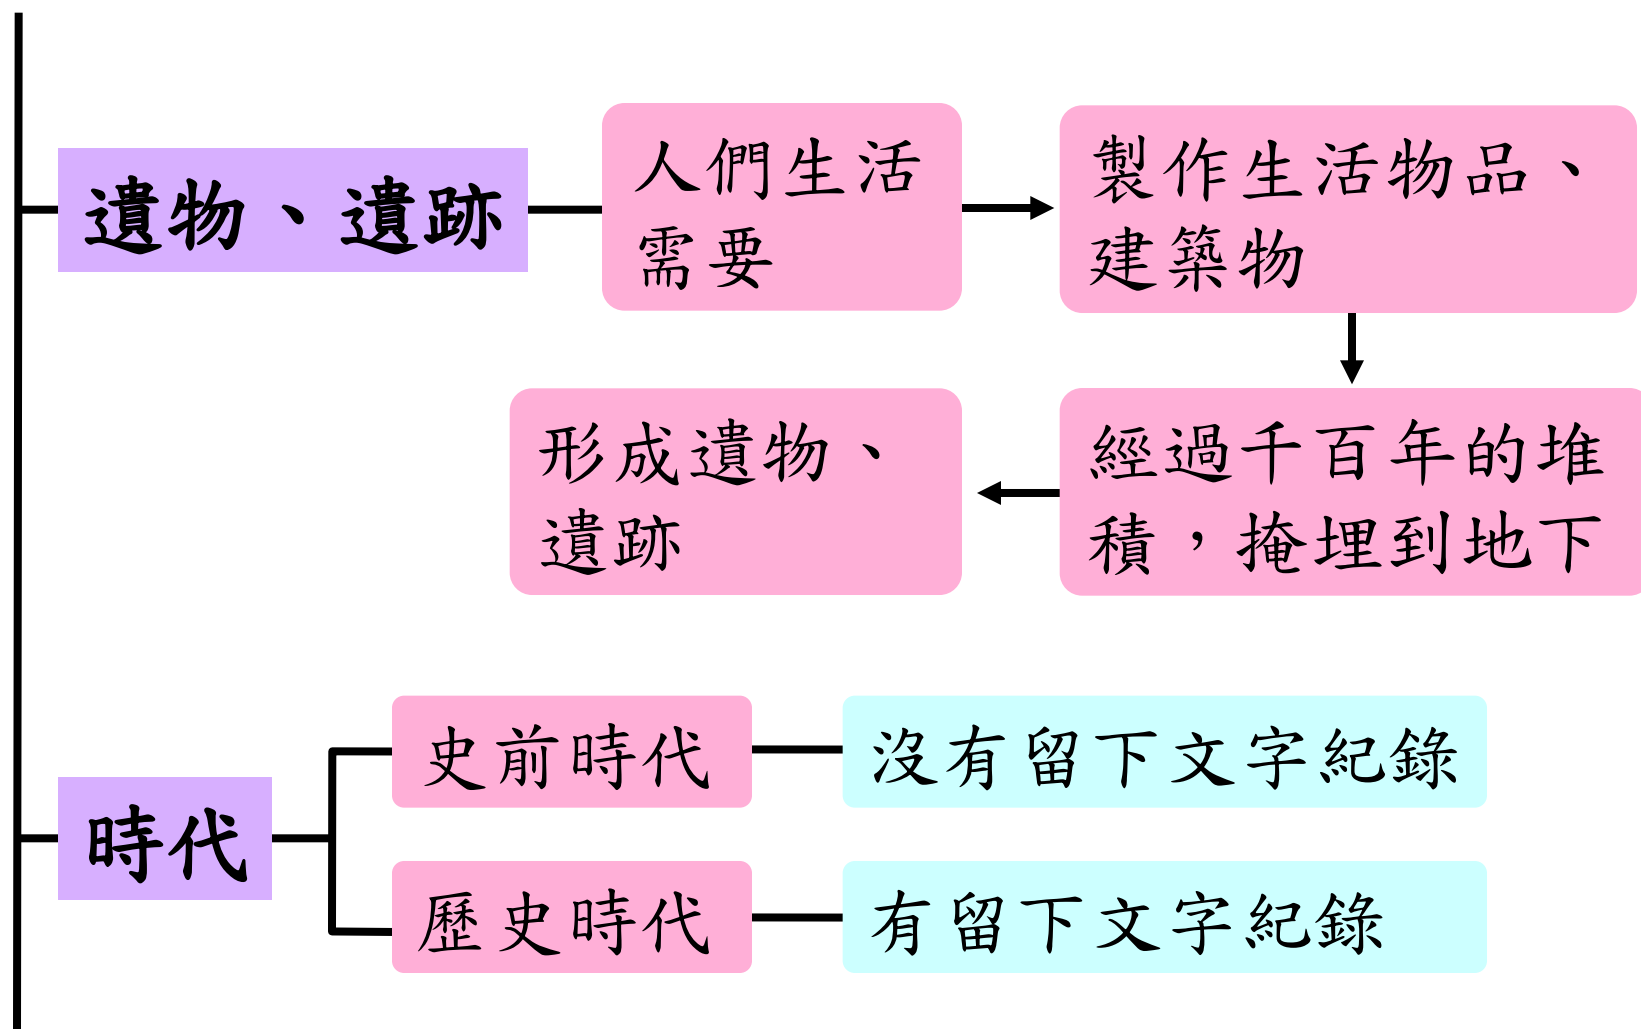 遺物、遺跡
人們生活
需要
製作生活物品、
建築物
經過千百年的堆
積，掩埋到地下
形成遺物、
遺跡
時代
史前時代
沒有留下文字紀錄
歷史時代
有留下文字紀錄